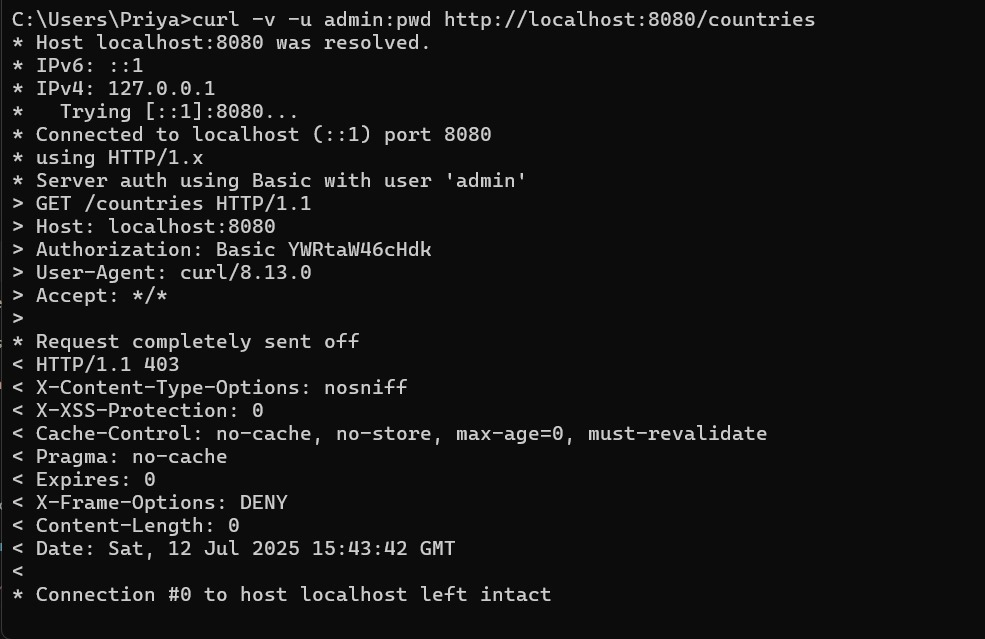 C:\Users\Priya>curl -v -u admin:pwd http://localhost:8080/countries
* Host localhost:8080 was resolved.
* IPv6: ::1
* IPv4: 127.0.0.1
*   Trying [::1]:8080...
* Connected to localhost (::1) port 8080
* using HTTP/1.x
* Server auth using Basic with user 'admin'
> GET /countries HTTP/1.1
> Host: localhost:8080
> Authorization: Basic YWRtaW46cHdk
> User-Agent: curl/8.13.0
> Accept: */*
>
* Request completely sent off
< HTTP/1.1 403
< X-Content-Type-Options: nosniff
< X-XSS-Protection: 0
< Cache-Control: no-cache, no-store, max-age=0, must-revalidate
< Pragma: no-cache
< Expires: 0
< X-Frame-Options: DENY
< Content-Length: 0
< Date: Sat, 12 Jul 2025 15:43:42 GMT
<
* Connection #0 to host localhost left intact